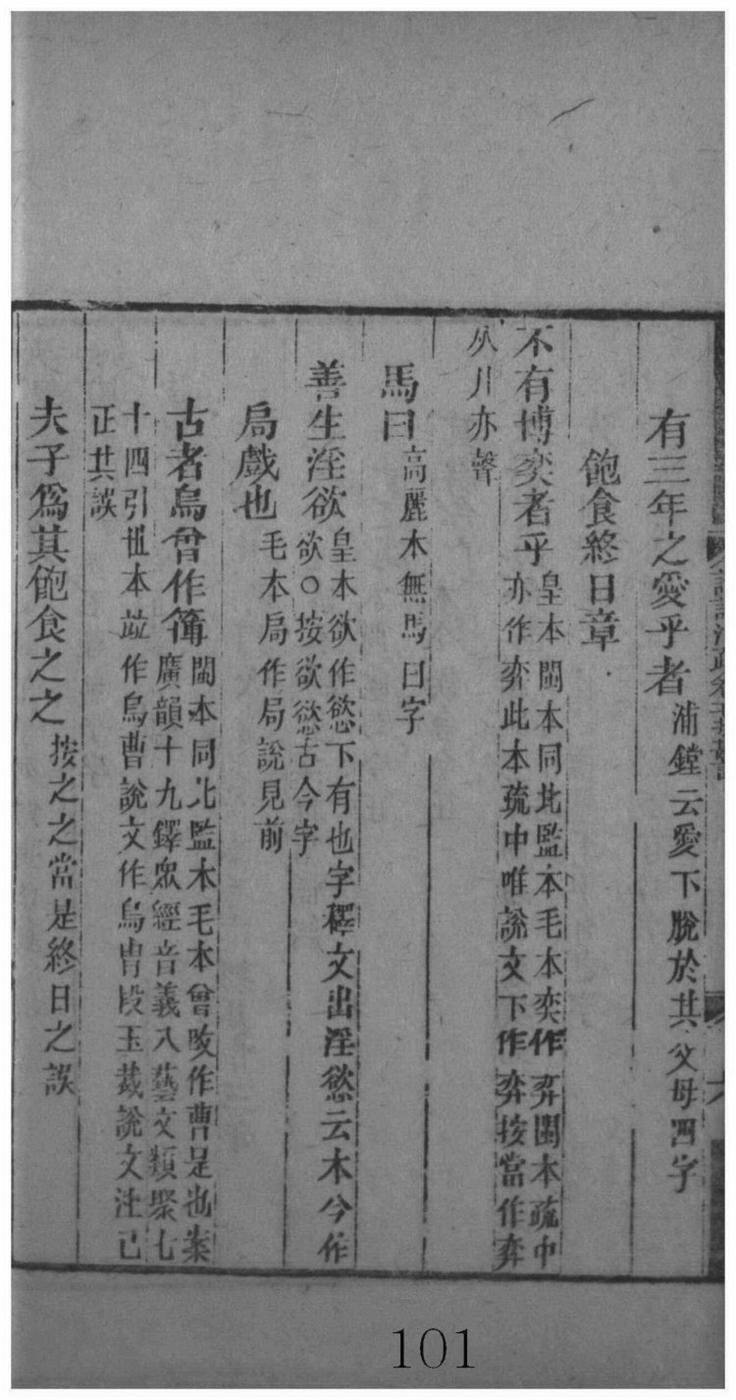 有三年之愛乎者浦鏜云愛下脫於其父母四字
飽食終日章
不有博奕者乎皇本閩本同北監本毛本奕作弈閩本疏中
亦作弈此本疏中唯說文下作弈按當作弈
从廾亦聲
馬曰高麗本無馬曰字
善生淫欲皇本欲作慾下有也字釋文出淫慾云本今作
欲○按欲慾古今字
局戲也毛本局作局說見前
古者烏曾作簿閩本同北監本毛本曾改作曹是也案
廣韻十九鐸眾經音義八藝文類聚七
十四引世本竝作烏曹說文作烏冑段玉裁說文注已
正其誤
夫子為其飽食之之按之之當是終日之誤
101